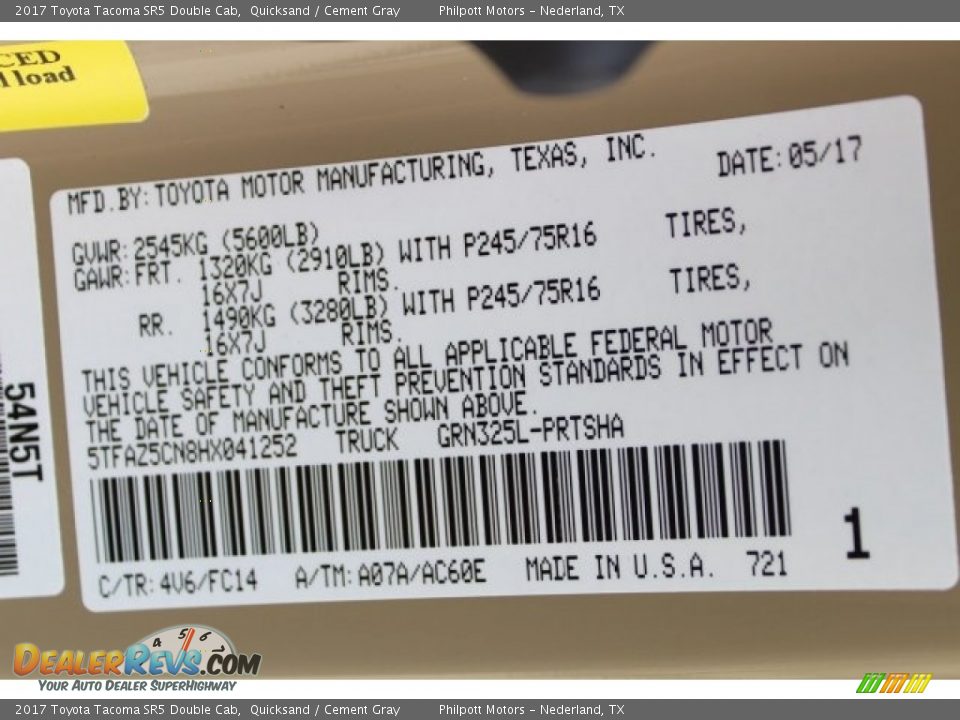 2017 Toyota Tacoma SR5 Double Cab, Quicksand / Cement Gray Philpott Motors - Nederland, TX
CED
l load
MFD.BY:TOYOTA MOTOR MANUFACTURING, TEXAS, INC. DATE:05/17
GVWR:2545KG (5600LB)
GAWR:FRT. 1320KG (2910LB) WITH P245/75R16 TIRES,
16X7J RIMS.
RR. 1490KG (3280LB) WITH P245/75R16 TIRES,
16X7J RIMS.
THIS VEHICLE CONFORMS TO ALL APPLICABLE FEDERAL MOTOR
VEHICLE SAFETY AND THEFT PREVENTION STANDARDS IN EFFECT ON
THE DATE OF MANUFACTURE SHOWN ABOVE.
5TFAZ5CN8HX041252 TRUCK GRN325L-PRTSHA
C/TR:4V6/FC14 A/TM:A07A/AC60E MADE IN U.S.A. 721
1
54N5T
4 5 6
DEALERREVS.COM
YOUR AUTO DEALER SUPERHIGHWAY
2017 Toyota Tacoma SR5 Double Cab, Quicksand / Cement Gray Philpott Motors - Nederland, TX